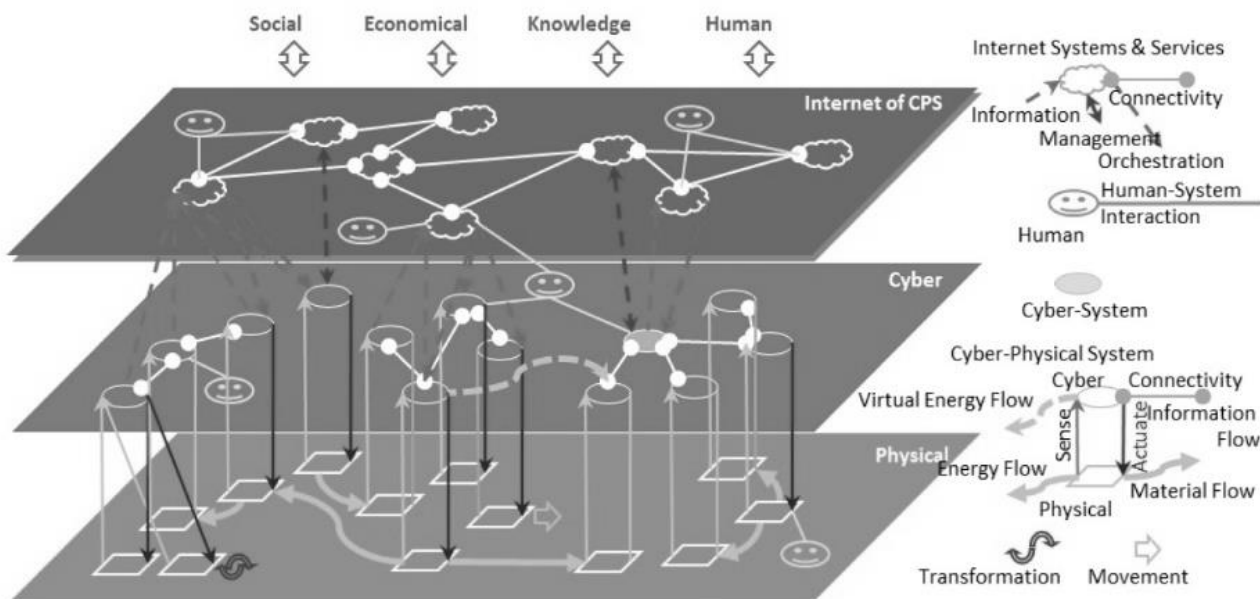 Social
Economical
Knowledge
Human
Internet of CPS
Cyber
Physical
Internet Systems & Services
Connectivity
Information
Management
Orchestration
Human-System
Interaction
Human
Cyber-System
Cyber-Physical System
Cyber
Connectivity
Virtual Energy Flow
Information
Flow
Sense
Actuate
Energy Flow
Material Flow
Physical
Transformation
Movement